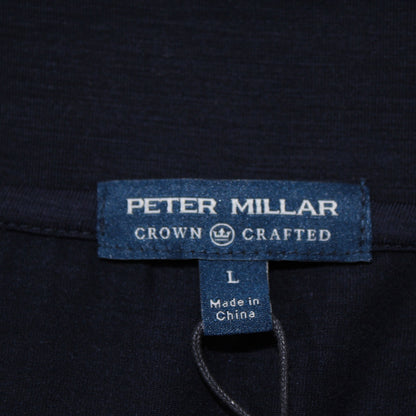 PETER MILLAR
CROWN CRAFTED
L
Made in
China